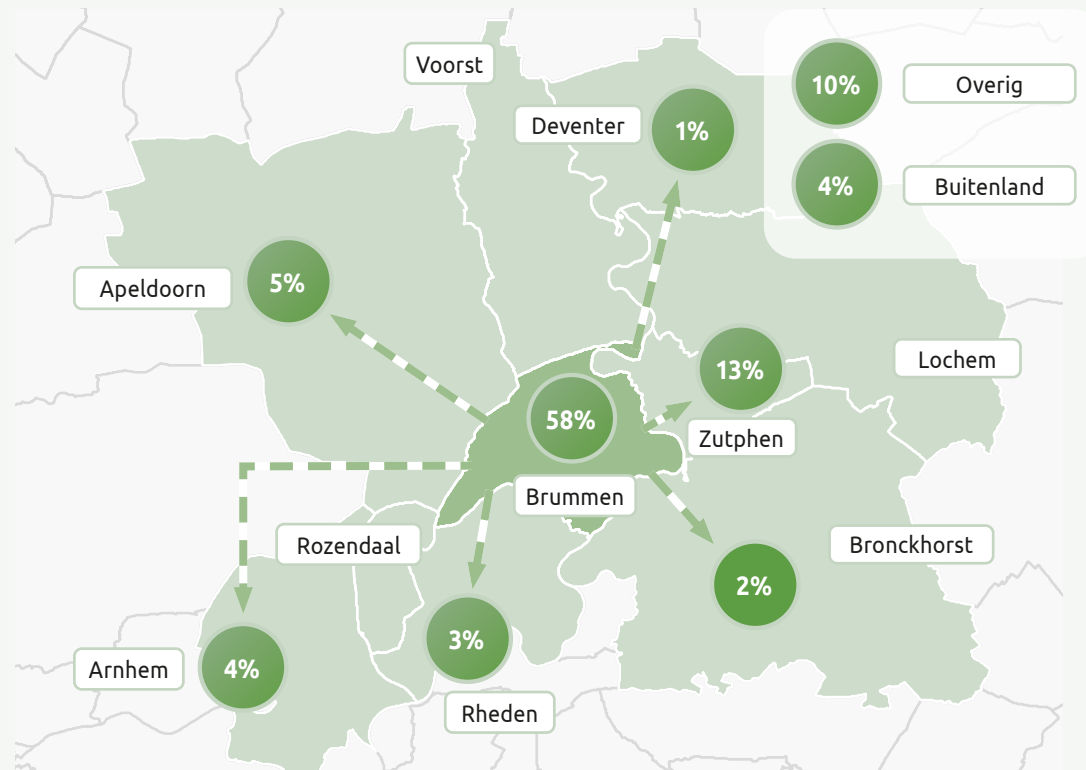 Voorst
10%
Overig
Deventer
1%
4%
Buitenland
Apeldoorn
5%
Lochem
13%
Zutphen
58%
Brummen
Rozendaal
Bronckhorst
2%
Arnhem
4%
3%
Rheden